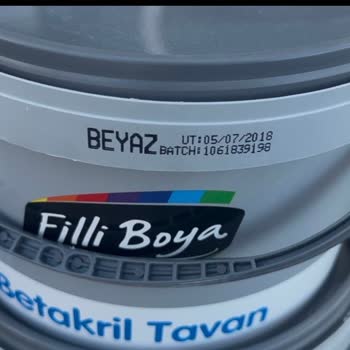 BEYAZ UT:05/07/2018
BATCH:1061839198
Filli Boya
Betakril Tavan